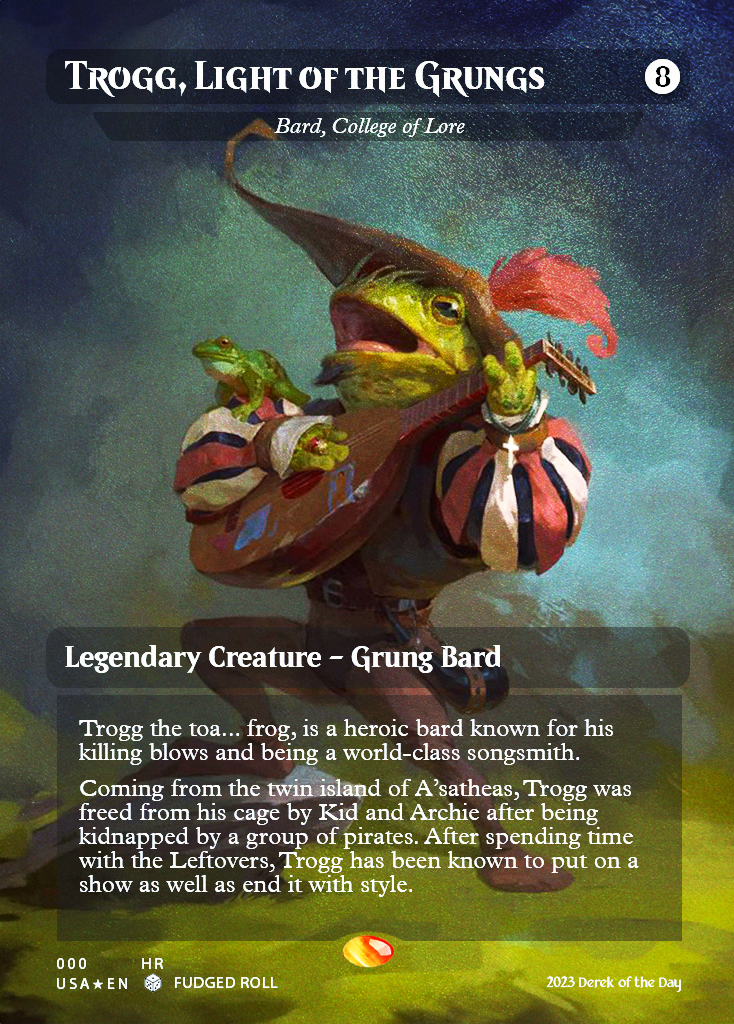 Trogg, Light of the Grungs 8
Bard, College of Lore
Legendary Creature – Grung Bard
Trogg the toa... frog, is a heroic bard known for his
killing blows and being a world-class songsmith.
Coming from the twin island of A'satheas, Trogg was
freed from his cage by Kid and Archie after being
kidnapped by a group of pirates. After spending time
with the Leftovers, Trogg has been known to put on a
show as well as end it with style.
000 HR
USA★EN FUDGED ROLL
2023 Derek of the Day